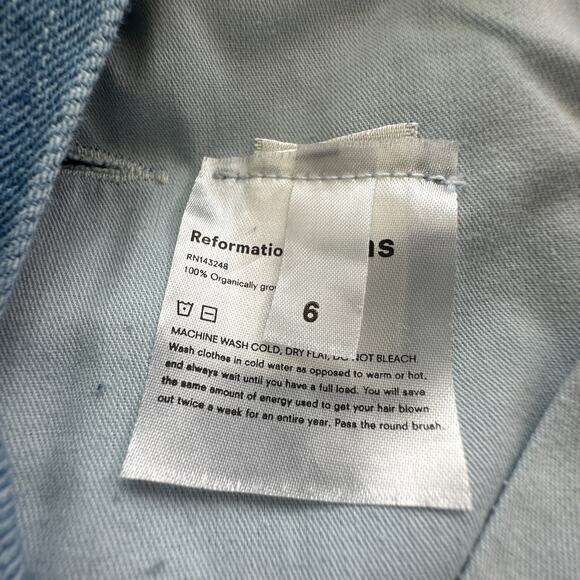 Reformatio
ns
RN143248
100% Organically gro
6
MACHINE WASH COLD, DRY FLAT, DO NOT BLEACH
Wash clothes in cold water as opposed to warm or hot,
and always wait until you have a full load. You will save
the same amount of energy used to get your hair blown
out twice a week for an entire year. Pass the round brush.